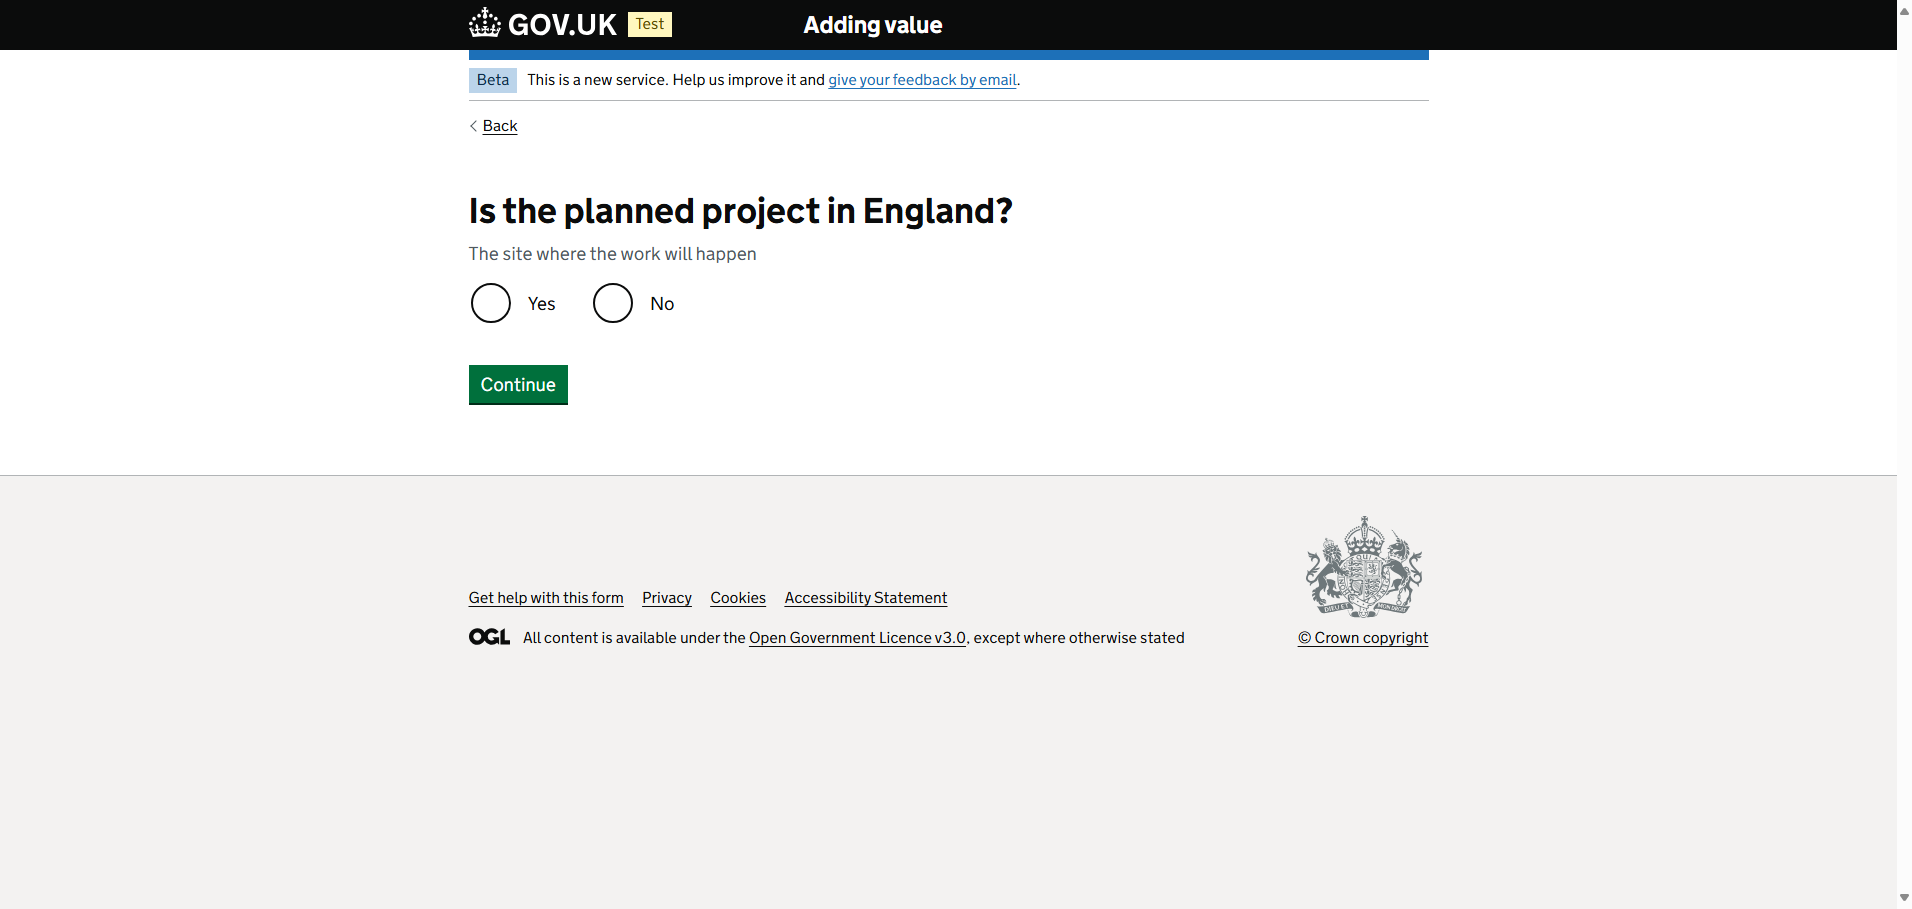 GOV.UK Test Adding value
Beta This is a new service. Help us improve it and give your feedback by email.
Back
Is the planned project in England?
The site where the work will happen
Yes No
Continue
Get help with this form Privacy Cookies Accessibility Statement
OGL All content is available under the Open Government Licence v3.0, except where otherwise stated
© Crown copyright